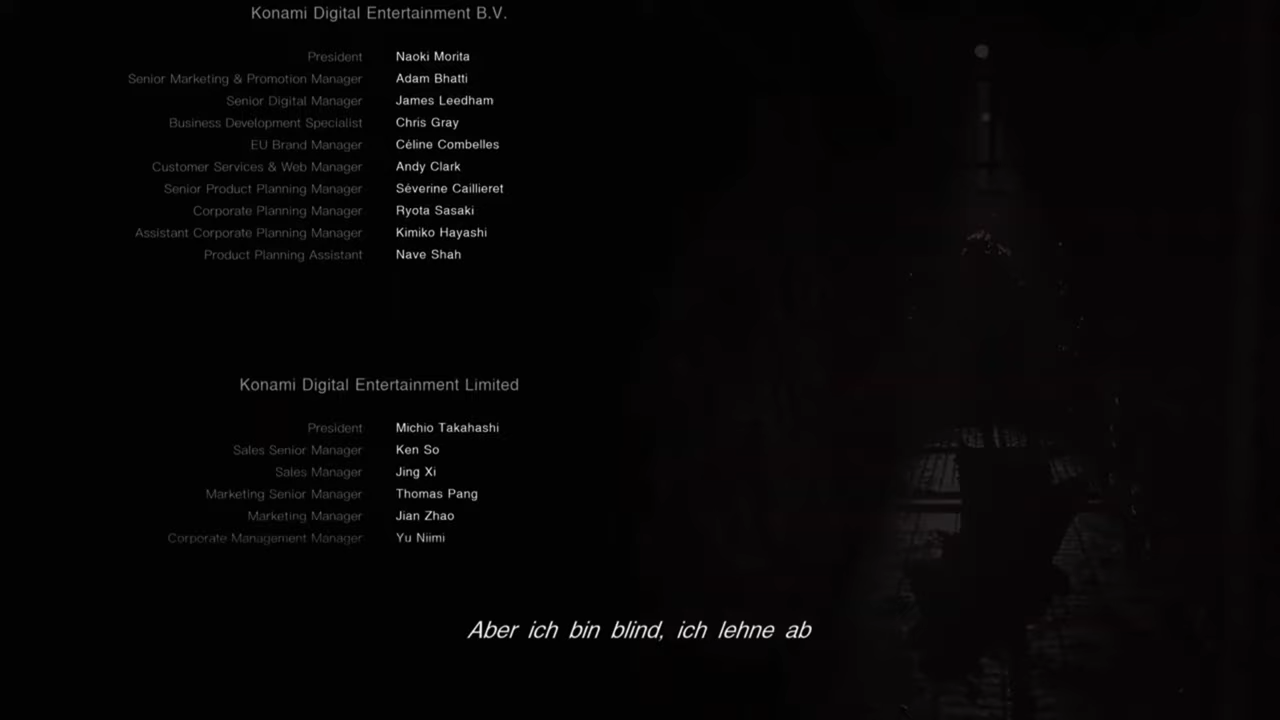 Konami Digital Entertainment B.V.
President Naoki Morita
Senior Marketing & Promotion Manager Adam Bhatti
Senior Digital Manager James Leedham
Business Development Specialist Chris Gray
EU Brand Manager Céline Combelles
Customer Services & Web Manager Andy Clark
Senior Product Planning Manager Séverine Caillieret
Corporate Planning Manager Ryota Sasaki
Assistant Corporate Planning Manager Kimiko Hayashi
Product Planning Assistant Nave Shah
Konami Digital Entertainment Limited
President Michio Takahashi
Sales Senior Manager Ken So
Sales Manager Jing Xi
Marketing Senior Manager Thomas Pang
Marketing Manager Jian Zhao
Corporate Management Manager Yu Niimi
Aber ich bin blind, ich lehne ab